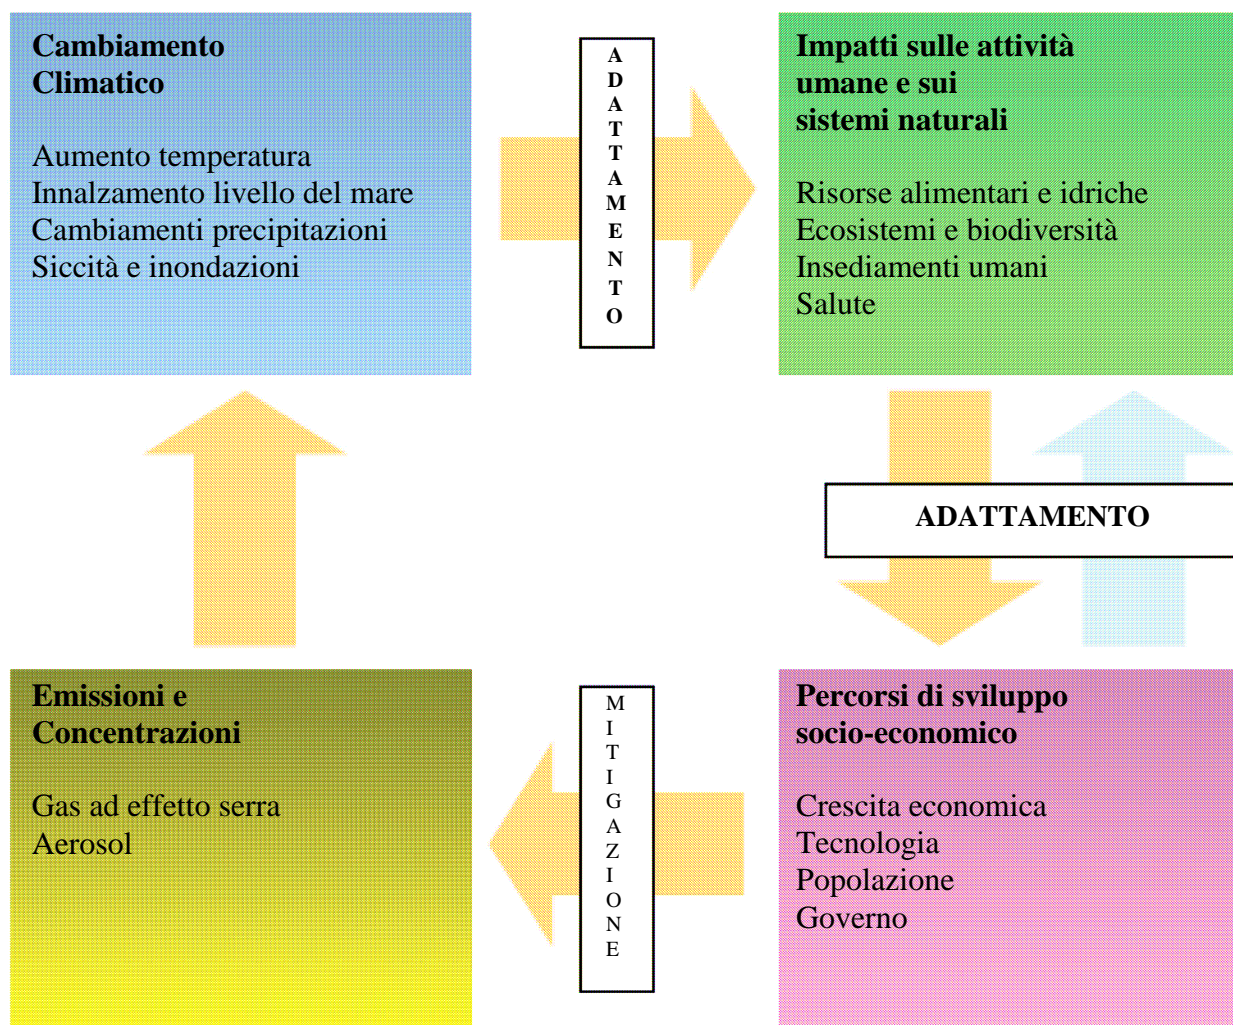 Cambiamento
Climatico
Aumento temperatura
Innalzamento livello del mare
Cambiamenti precipitazioni
Siccità e inondazioni
ADATTAMENTO
Impatti sulle attività
umane e sui
sistemi naturali
Risorse alimentari e idriche
Ecosistemi e biodiversità
Insediamenti umani
Salute
ADATTAMENTO
Emissioni e
Concentrazioni
Gas ad effetto serra
Aerosol
MITIGAZIONE
Percorsi di sviluppo
socio-economico
Crescita economica
Tecnologia
Popolazione
Governo